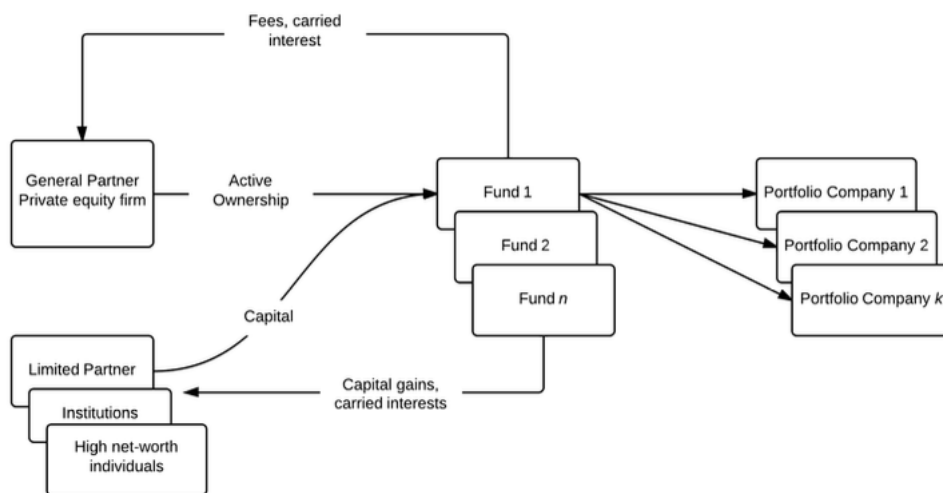 Fees, carried
interest
General Partner
Private equity firm
Active
Ownership
Fund 1
Fund 2
Fund n
Portfolio Company 1
Portfolio Company 2
Portfolio Company k
Capital
Limited Partner
Institutions
High net-worth
individuals
Capital gains,
carried interests